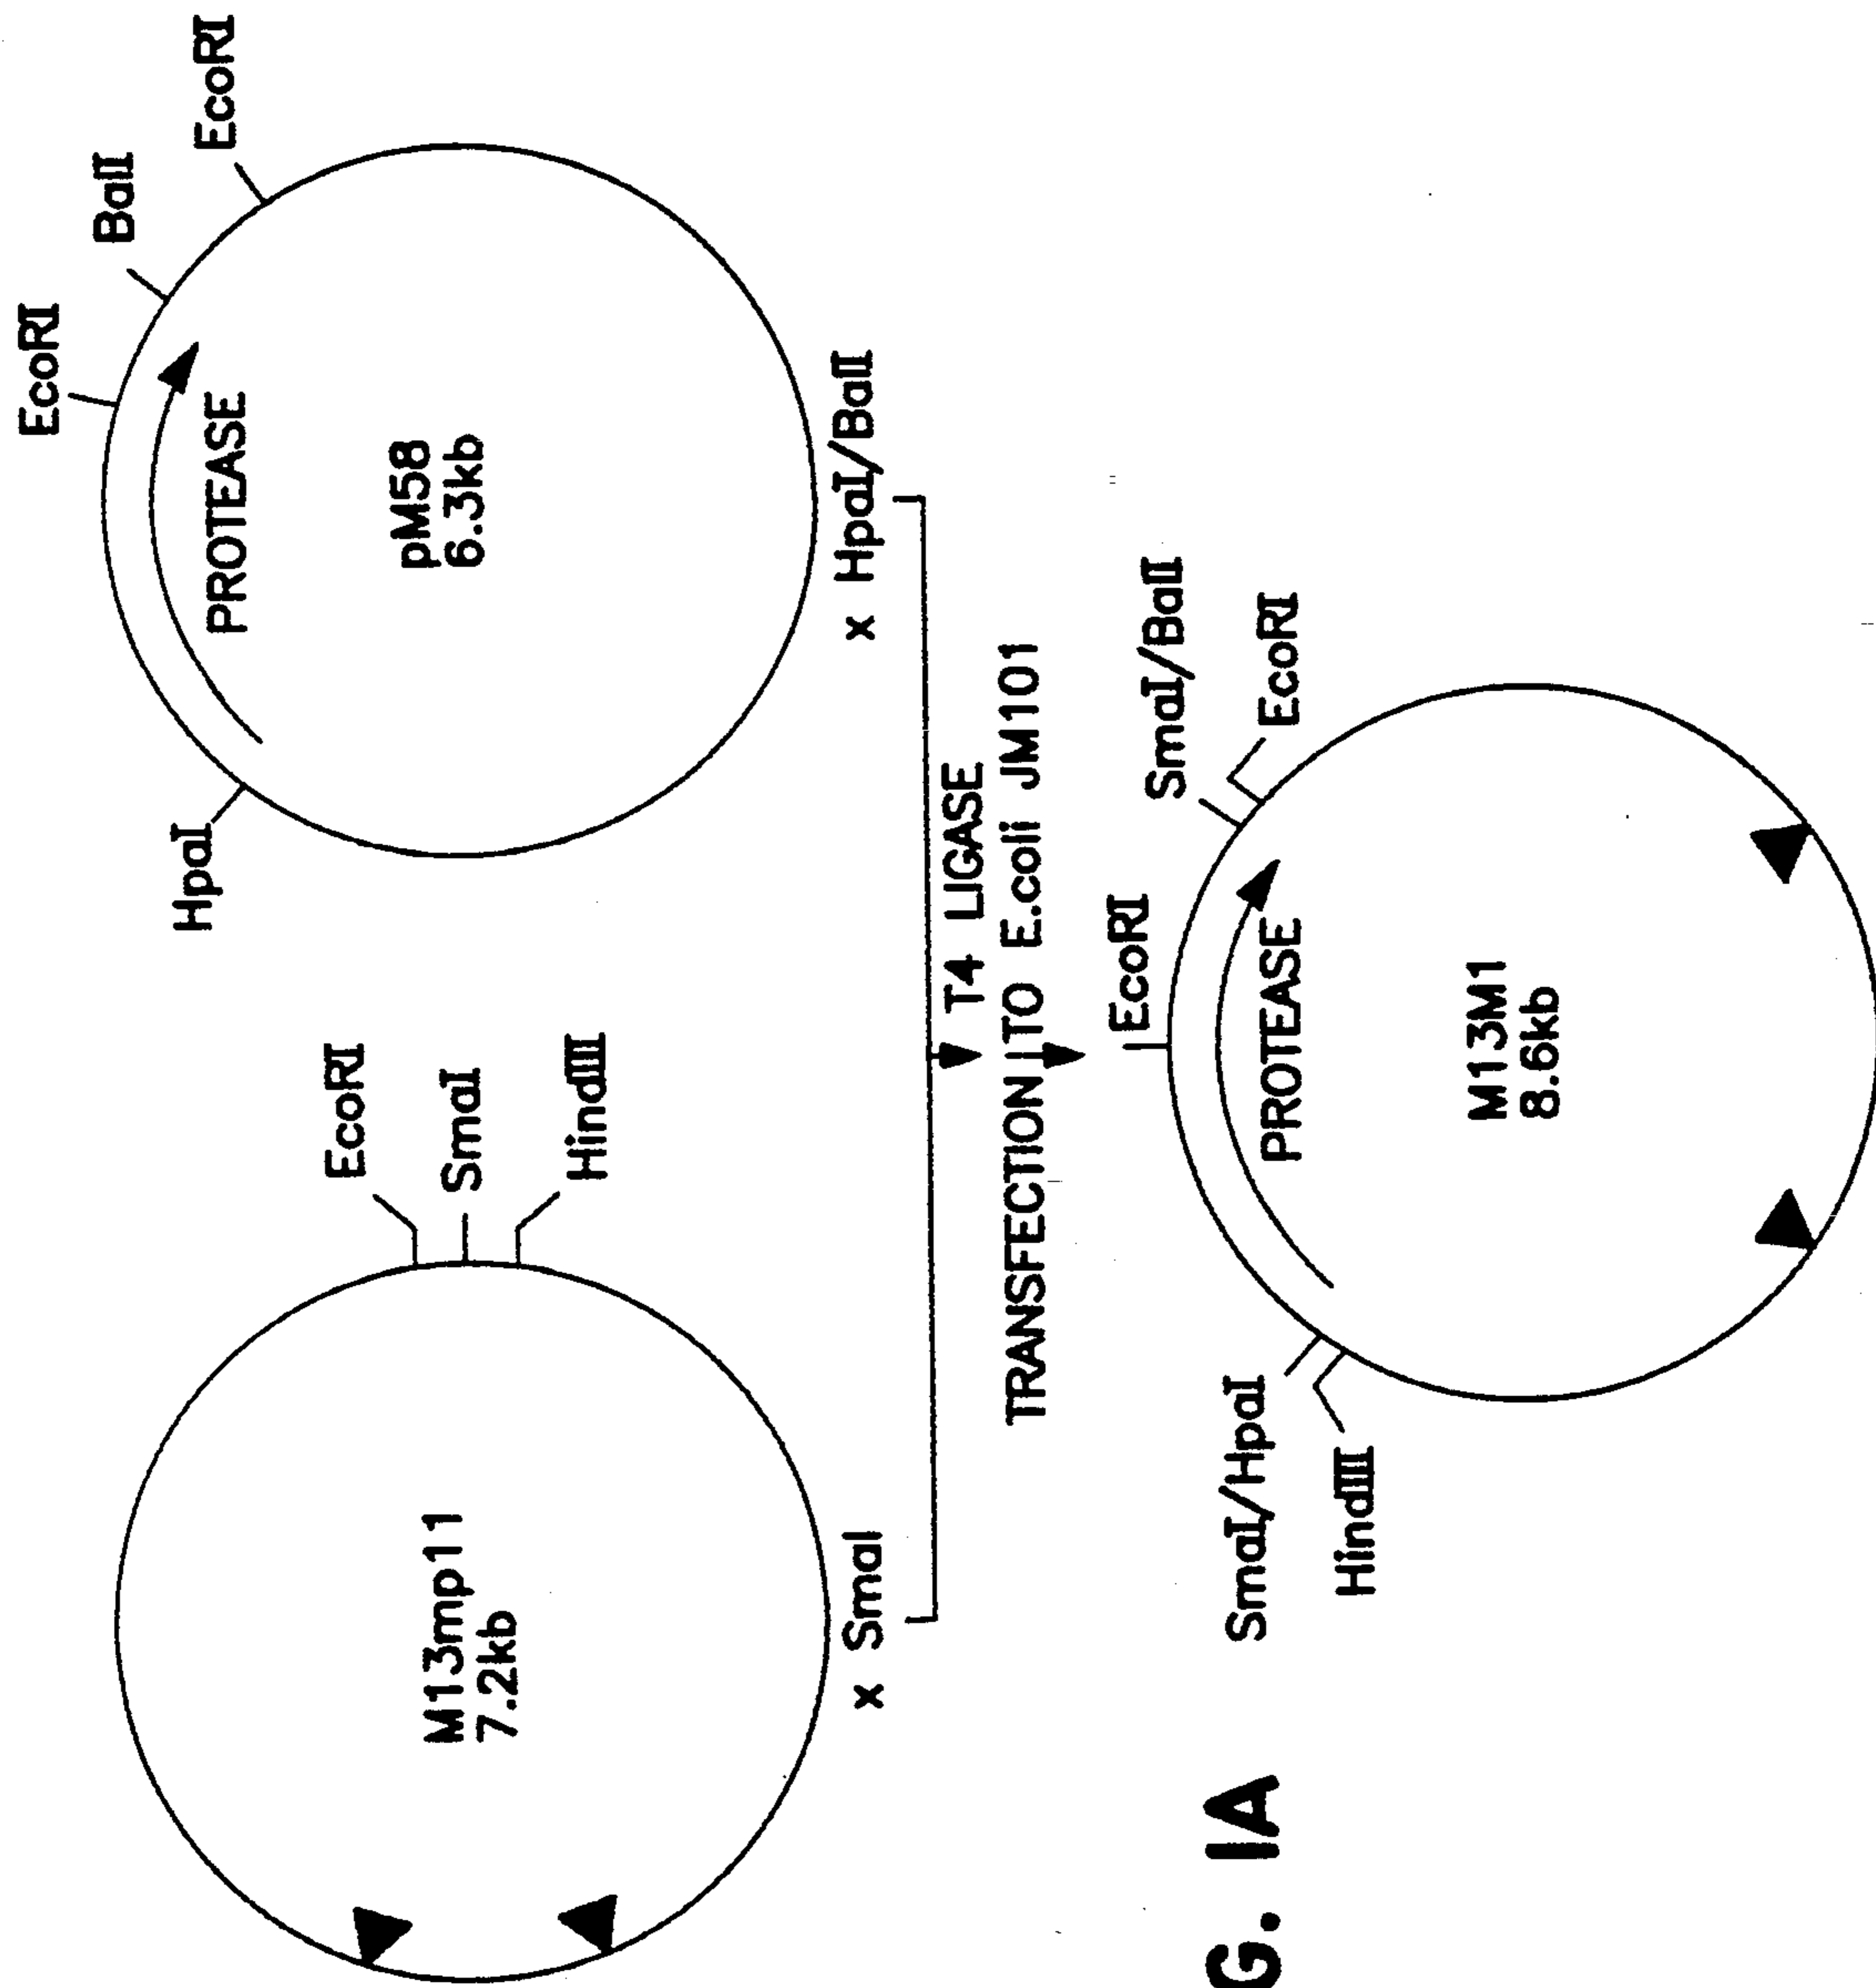 EcoRI
SmaI
HindIII
M13mp11
7.2kb
x SmaI
EcoRI
BalI
EcoRI
HpaI
PROTEASE
pM58
6.3kb
x HpaI/BalI
T4 LIGASE
TRANSFECTION TO E.coli JM101
EcoRI
SmaI/BalI
EcoRI
SmaI/HpaI
HindIII
PROTEASE
M13M1
8.6kb
G. 1A